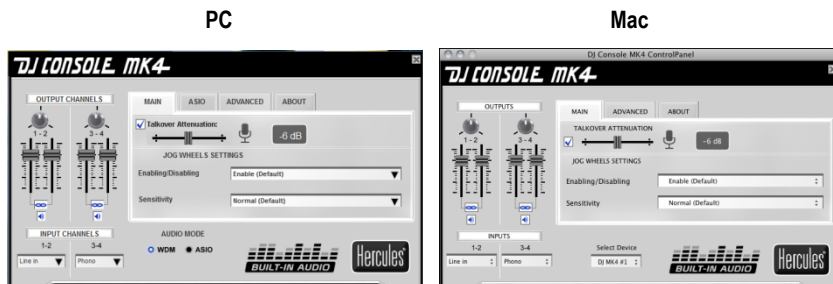 PC
DJ CONSOLE MK4
OUTPUT CHANNELS
1 - 2
3 - 4
MAIN
ASIO
ADVANCED
ABOUT
Talkover Attenuation:
-6 dB
JOG WHEELS SETTINGS
Enabling/Disabling
Enable (Default)
Sensitivity
Normal (Default)
INPUT CHANNELS
1-2
3-4
Line in
Phono
AUDIO MODE
WDM
ASIO
BUILT-IN AUDIO
Hercules
Mac
DJ Console MK4 ControlPanel
DJ CONSOLE MK4
OUTPUTS
1 - 2
3 - 4
MAIN
ADVANCED
ABOUT
TALKOVER ATTENUATION
-6 dB
JOG WHEELS SETTINGS
Enabling/Disabling
Enable (Default)
Sensitivity
Normal (Default)
INPUTS
1-2
3-4
Line in
Phono
Select Device
DJ MK4 #1
BUILT-IN AUDIO
Hercules